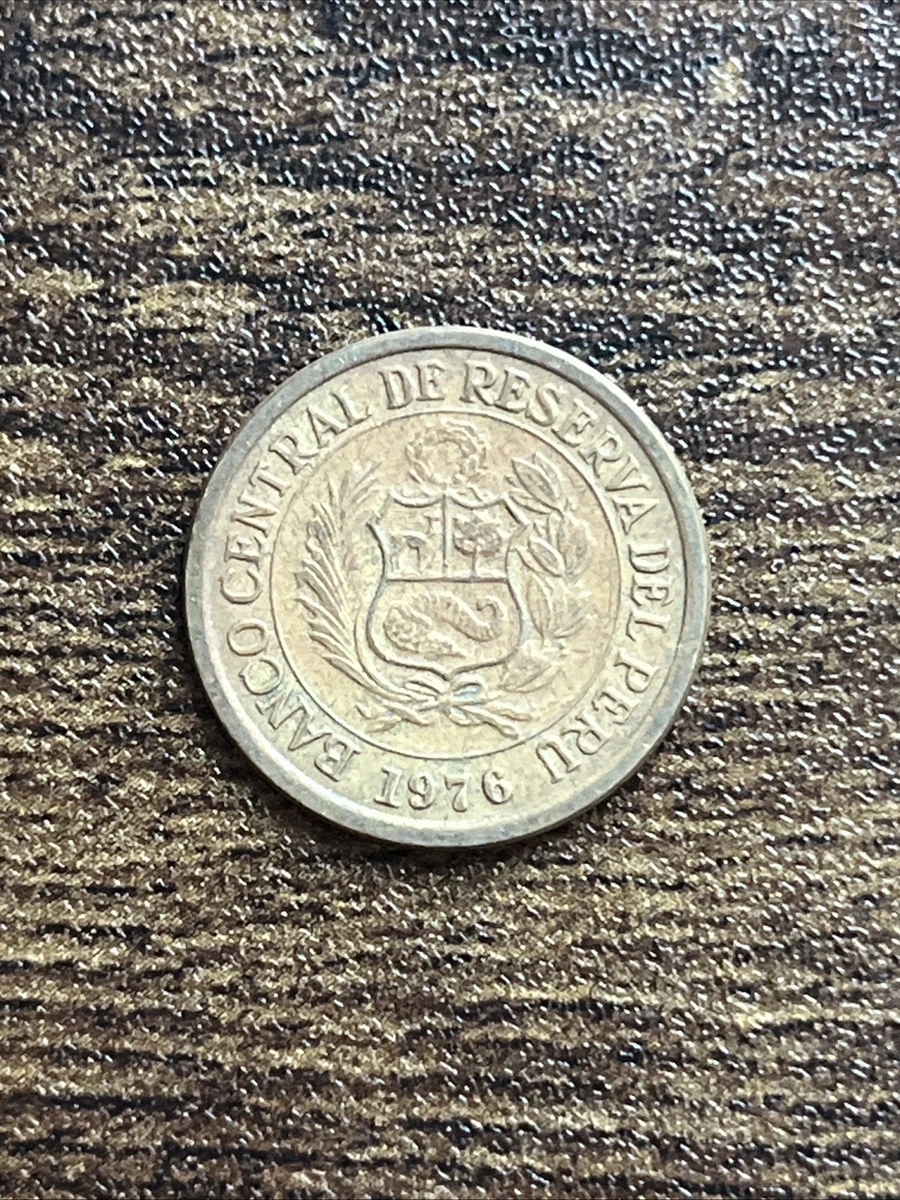 BANCO CENTRAL DE RESERVA DEL PERU
1976